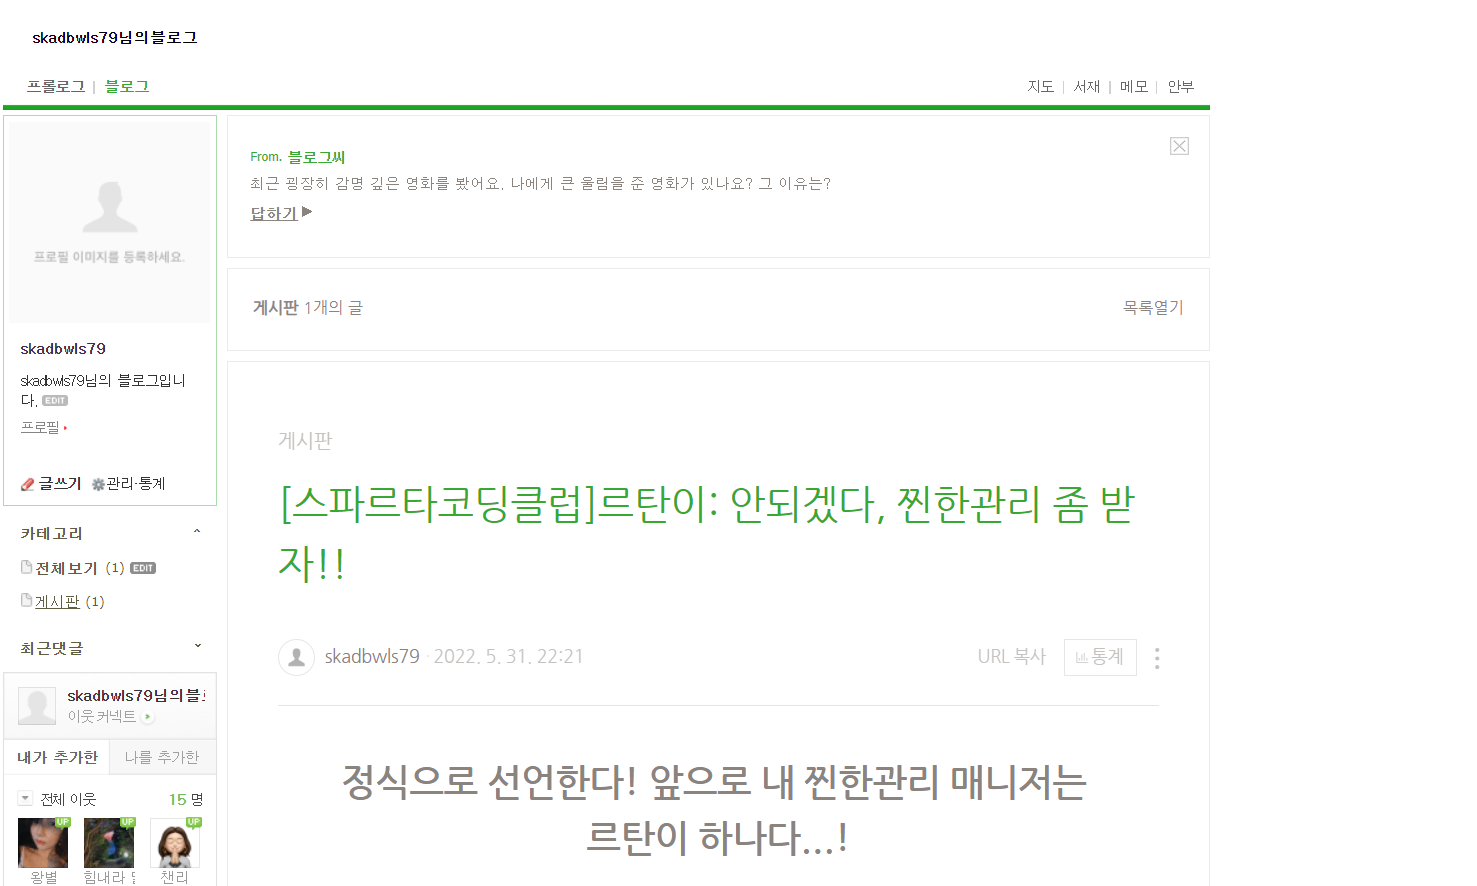 skadbwls79님의블로그
프롤로그 | 블로그
지도 | 서재 | 메모 | 안부
프로필 이미지를 등록하세요.
skadbwls79
skadbwls79님의 블로그입니
다. EDIT
프로필
글쓰기 관리·통계
카테고리
전체보기 (1) EDIT
게시판 (1)
최근댓글
skadbwls79님의블
이웃커넥트
내가 추가한 나를 추가한
전체 이웃 15 명
UP UP UP
왕별 힘내라 챈리
From. 블로그씨
최근 굉장히 감명 깊은 영화를 봤어요. 나에게 큰 울림을 준 영화가 있나요? 그 이유는?
답하기
게시판 1개의 글 목록열기
게시판
[스파르타코딩클럽]르탄이: 안되겠다, 찐한관리 좀 받
자!!
skadbwls79 · 2022. 5. 31. 22:21 URL 복사 통계
정식으로 선언한다! 앞으로 내 찐한관리 매니저는
르탄이 하나다...!